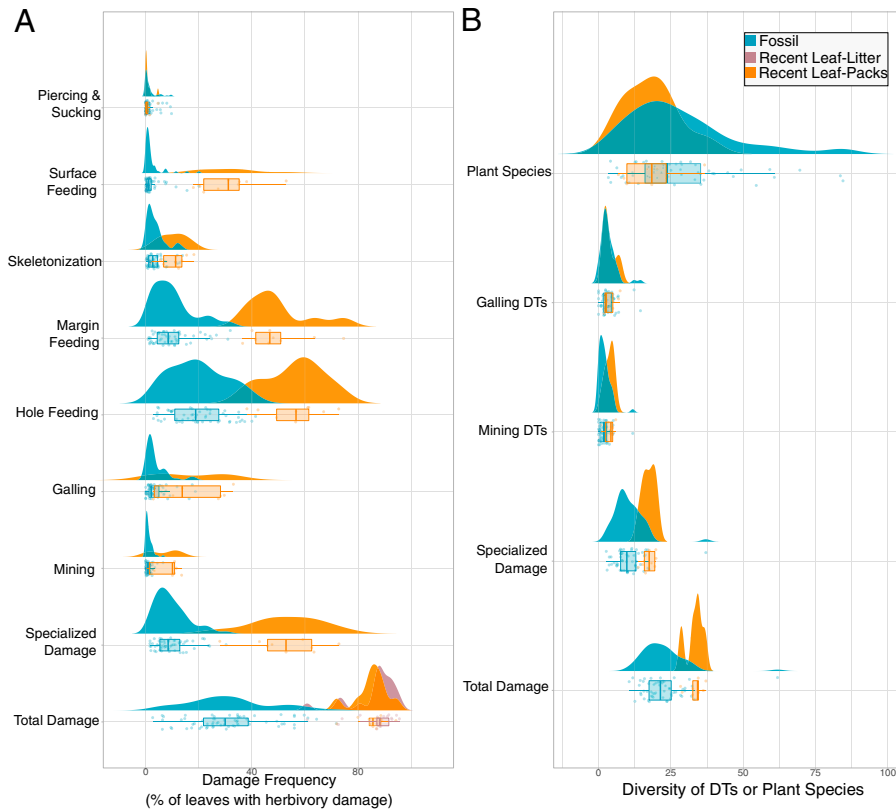 A
Piercing &
Sucking
Surface
Feeding
Skeletonization
Margin
Feeding
Hole Feeding
Galling
Mining
Specialized
Damage
Total Damage
0
40
80
Damage Frequency
(% of leaves with herbivory damage)
B
Fossil
Recent Leaf-Litter
Recent Leaf-Packs
Plant Species
Galling DTs
Mining DTs
Specialized
Damage
Total Damage
0
25
50
75
100
Diversity of DTs or Plant Species